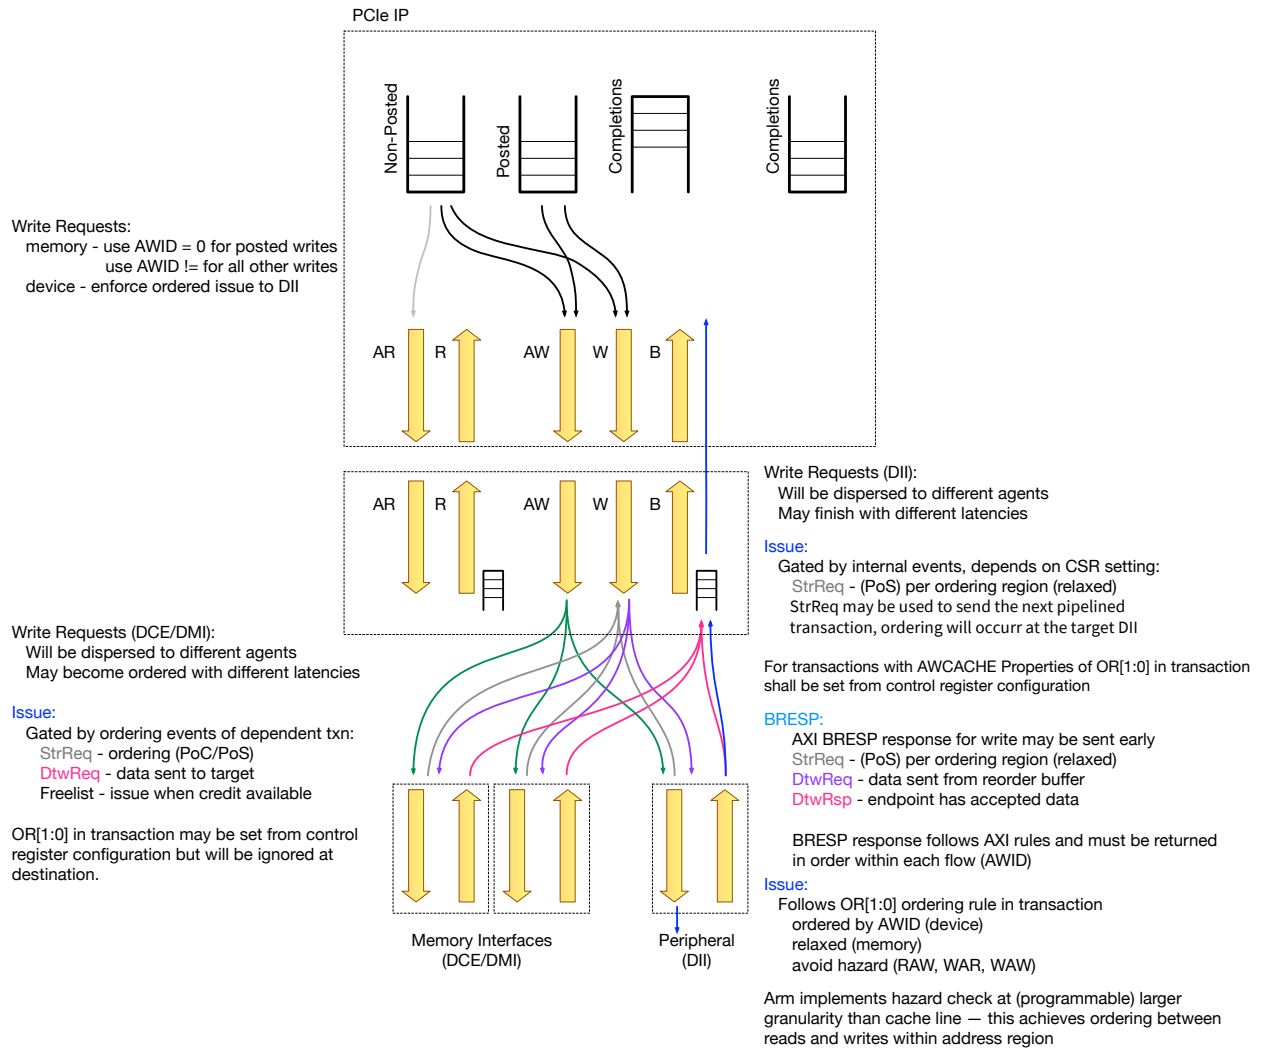 PCIe IP
Non-Posted
Posted
Completions
Completions
Write Requests:
memory - use AWID = 0 for posted writes
use AWID != for all other writes
device - enforce ordered issue to DII
AR
R
AW
W
B
AR
R
AW
W
B
Write Requests (DII):
Will be dispersed to different agents
May finish with different latencies
Issue:
Gated by internal events, depends on CSR setting:
StrReq - (PoS) per ordering region (relaxed)
StrReq may be used to send the next pipelined
transaction, ordering will occur at the target DII
For transactions with AWCACHE Properties of OR[1:0] in transaction
shall be set from control register configuration
BRESP:
AXI BRESP response for write may be sent early
StrReq - (PoS) per ordering region (relaxed)
DtwReq - data sent from reorder buffer
DtwRsp - endpoint has accepted data
BRESP response follows AXI rules and must be returned
in order within each flow (AWID)
Issue:
Follows OR[1:0] ordering rule in transaction
ordered by AWID (device)
relaxed (memory)
avoid hazard (RAW, WAR, WAW)
Arm implements hazard check at (programmable) larger
granularity than cache line — this achieves ordering between
reads and writes within address region
Write Requests (DCE/DMI):
Will be dispersed to different agents
May become ordered with different latencies
Issue:
Gated by ordering events of dependent txn:
StrReq - ordering (PoC/PoS)
DtwReq - data sent to target
Freelist - issue when credit available
OR[1:0] in transaction may be set from control
register configuration but will be ignored at
destination.
Memory Interfaces
(DCE/DMI)
Peripheral
(DII)